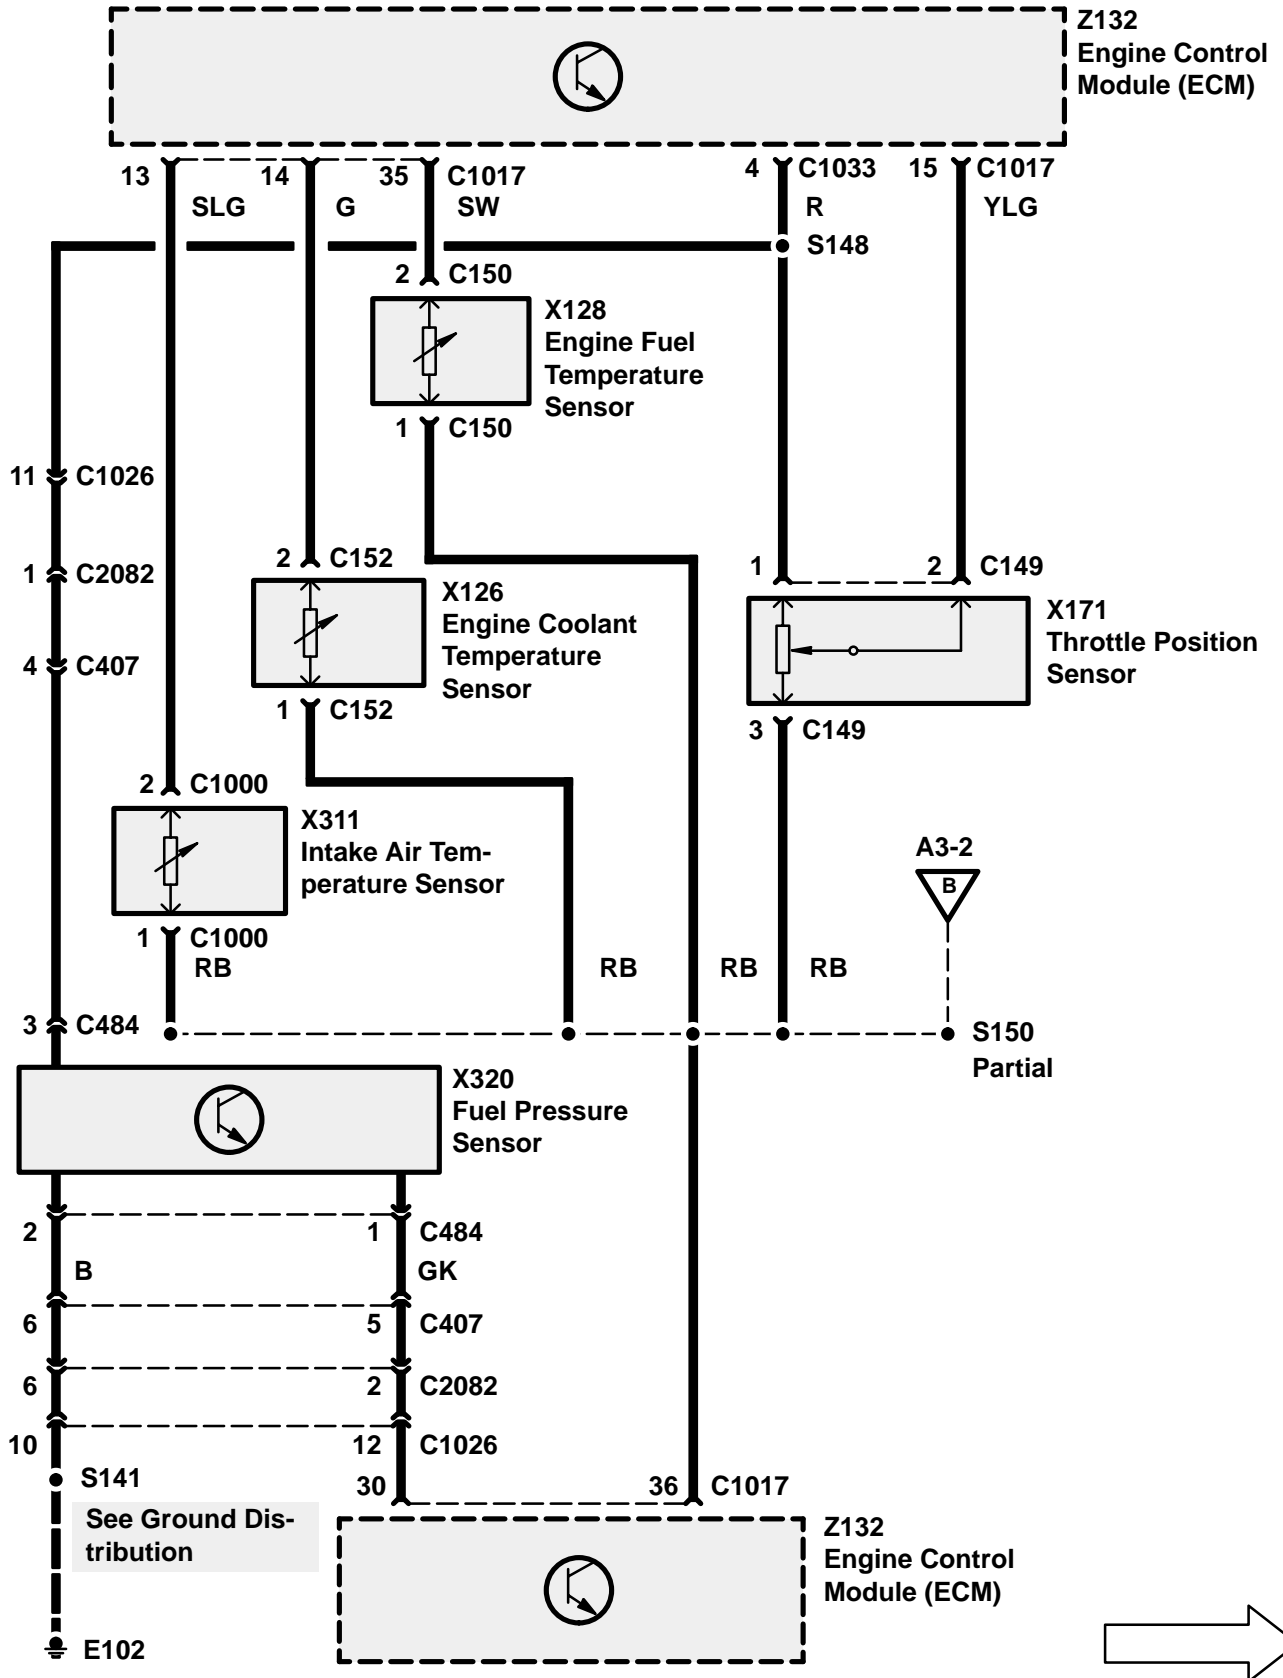 Z132
Engine Control
Module (ECM)
13
14
35
C1017
4
C1033
15
C1017
SLG
G
SW
R
YLG
S148
2
C150
X128
Engine Fuel
Temperature
Sensor
1
C150
11
C1026
1
C2082
4
C407
2
C152
X126
Engine Coolant
Temperature
Sensor
1
C152
1
2
C149
X171
Throttle Position
Sensor
3
C149
2
C1000
X311
Intake Air Tem-
perature Sensor
1
C1000
RB
RB
RB
RB
A3-2
B
3
C484
S150
Partial
X320
Fuel Pressure
Sensor
2
1
C484
B
GK
6
5
C407
6
2
C2082
10
12
C1026
S141
30
36
C1017
See Ground Dis-
tribution
Z132
Engine Control
Module (ECM)
E102